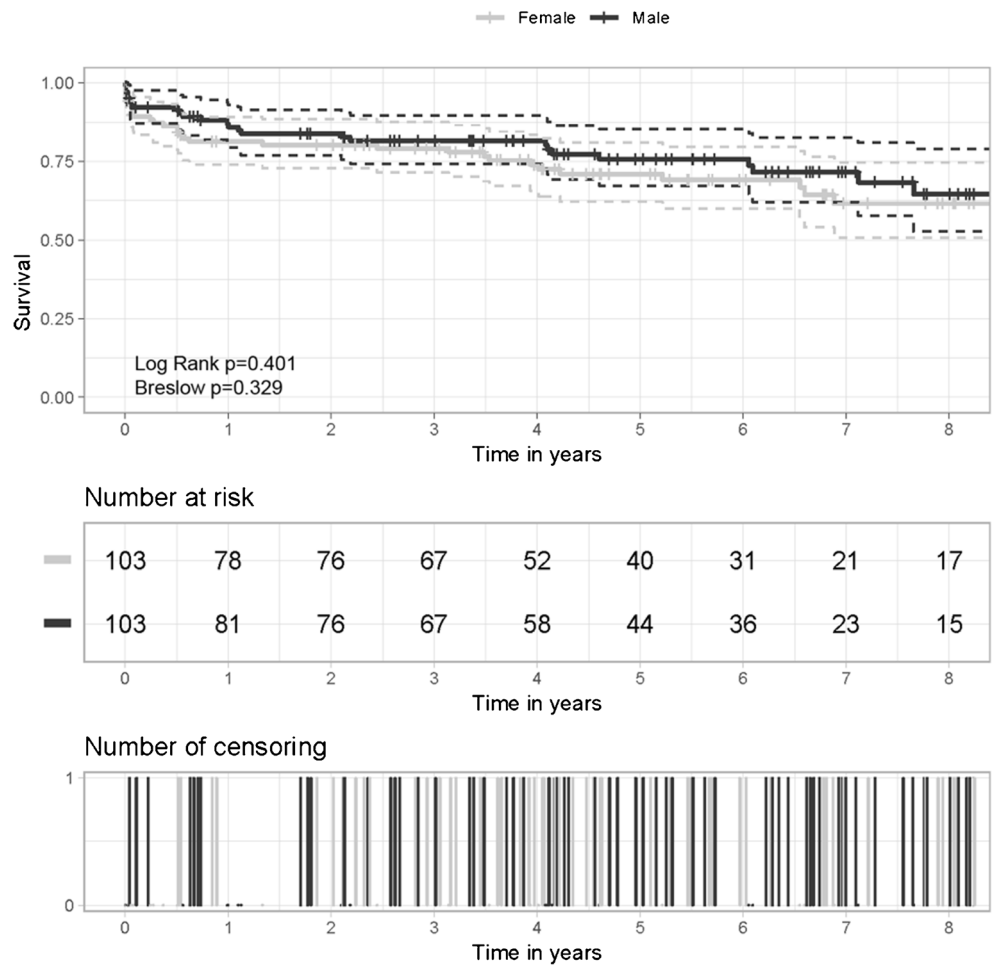 Female Male
1.00
0.75
0.50
0.25
0.00
Survival
Log Rank p=0.401
Breslow p=0.329
0 1 2 3 4 5 6 7 8
Time in years
Number at risk
103 78 76 67 52 40 31 21 17
103 81 76 67 58 44 36 23 15
0 1 2 3 4 5 6 7 8
Time in years
Number of censoring
1
0
0 1 2 3 4 5 6 7 8
Time in years